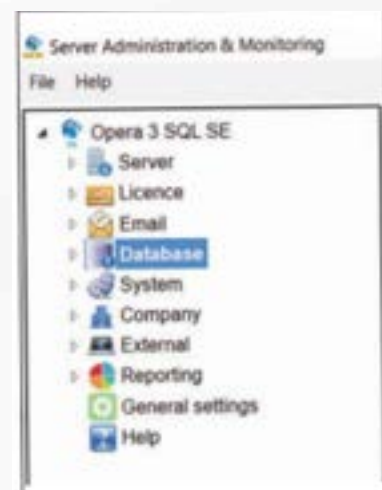 Server Administration & Monitoring
File Help
Opera 3 SQL SE
Server
Licence
Email
Database
System
Company
External
Reporting
General settings
Help